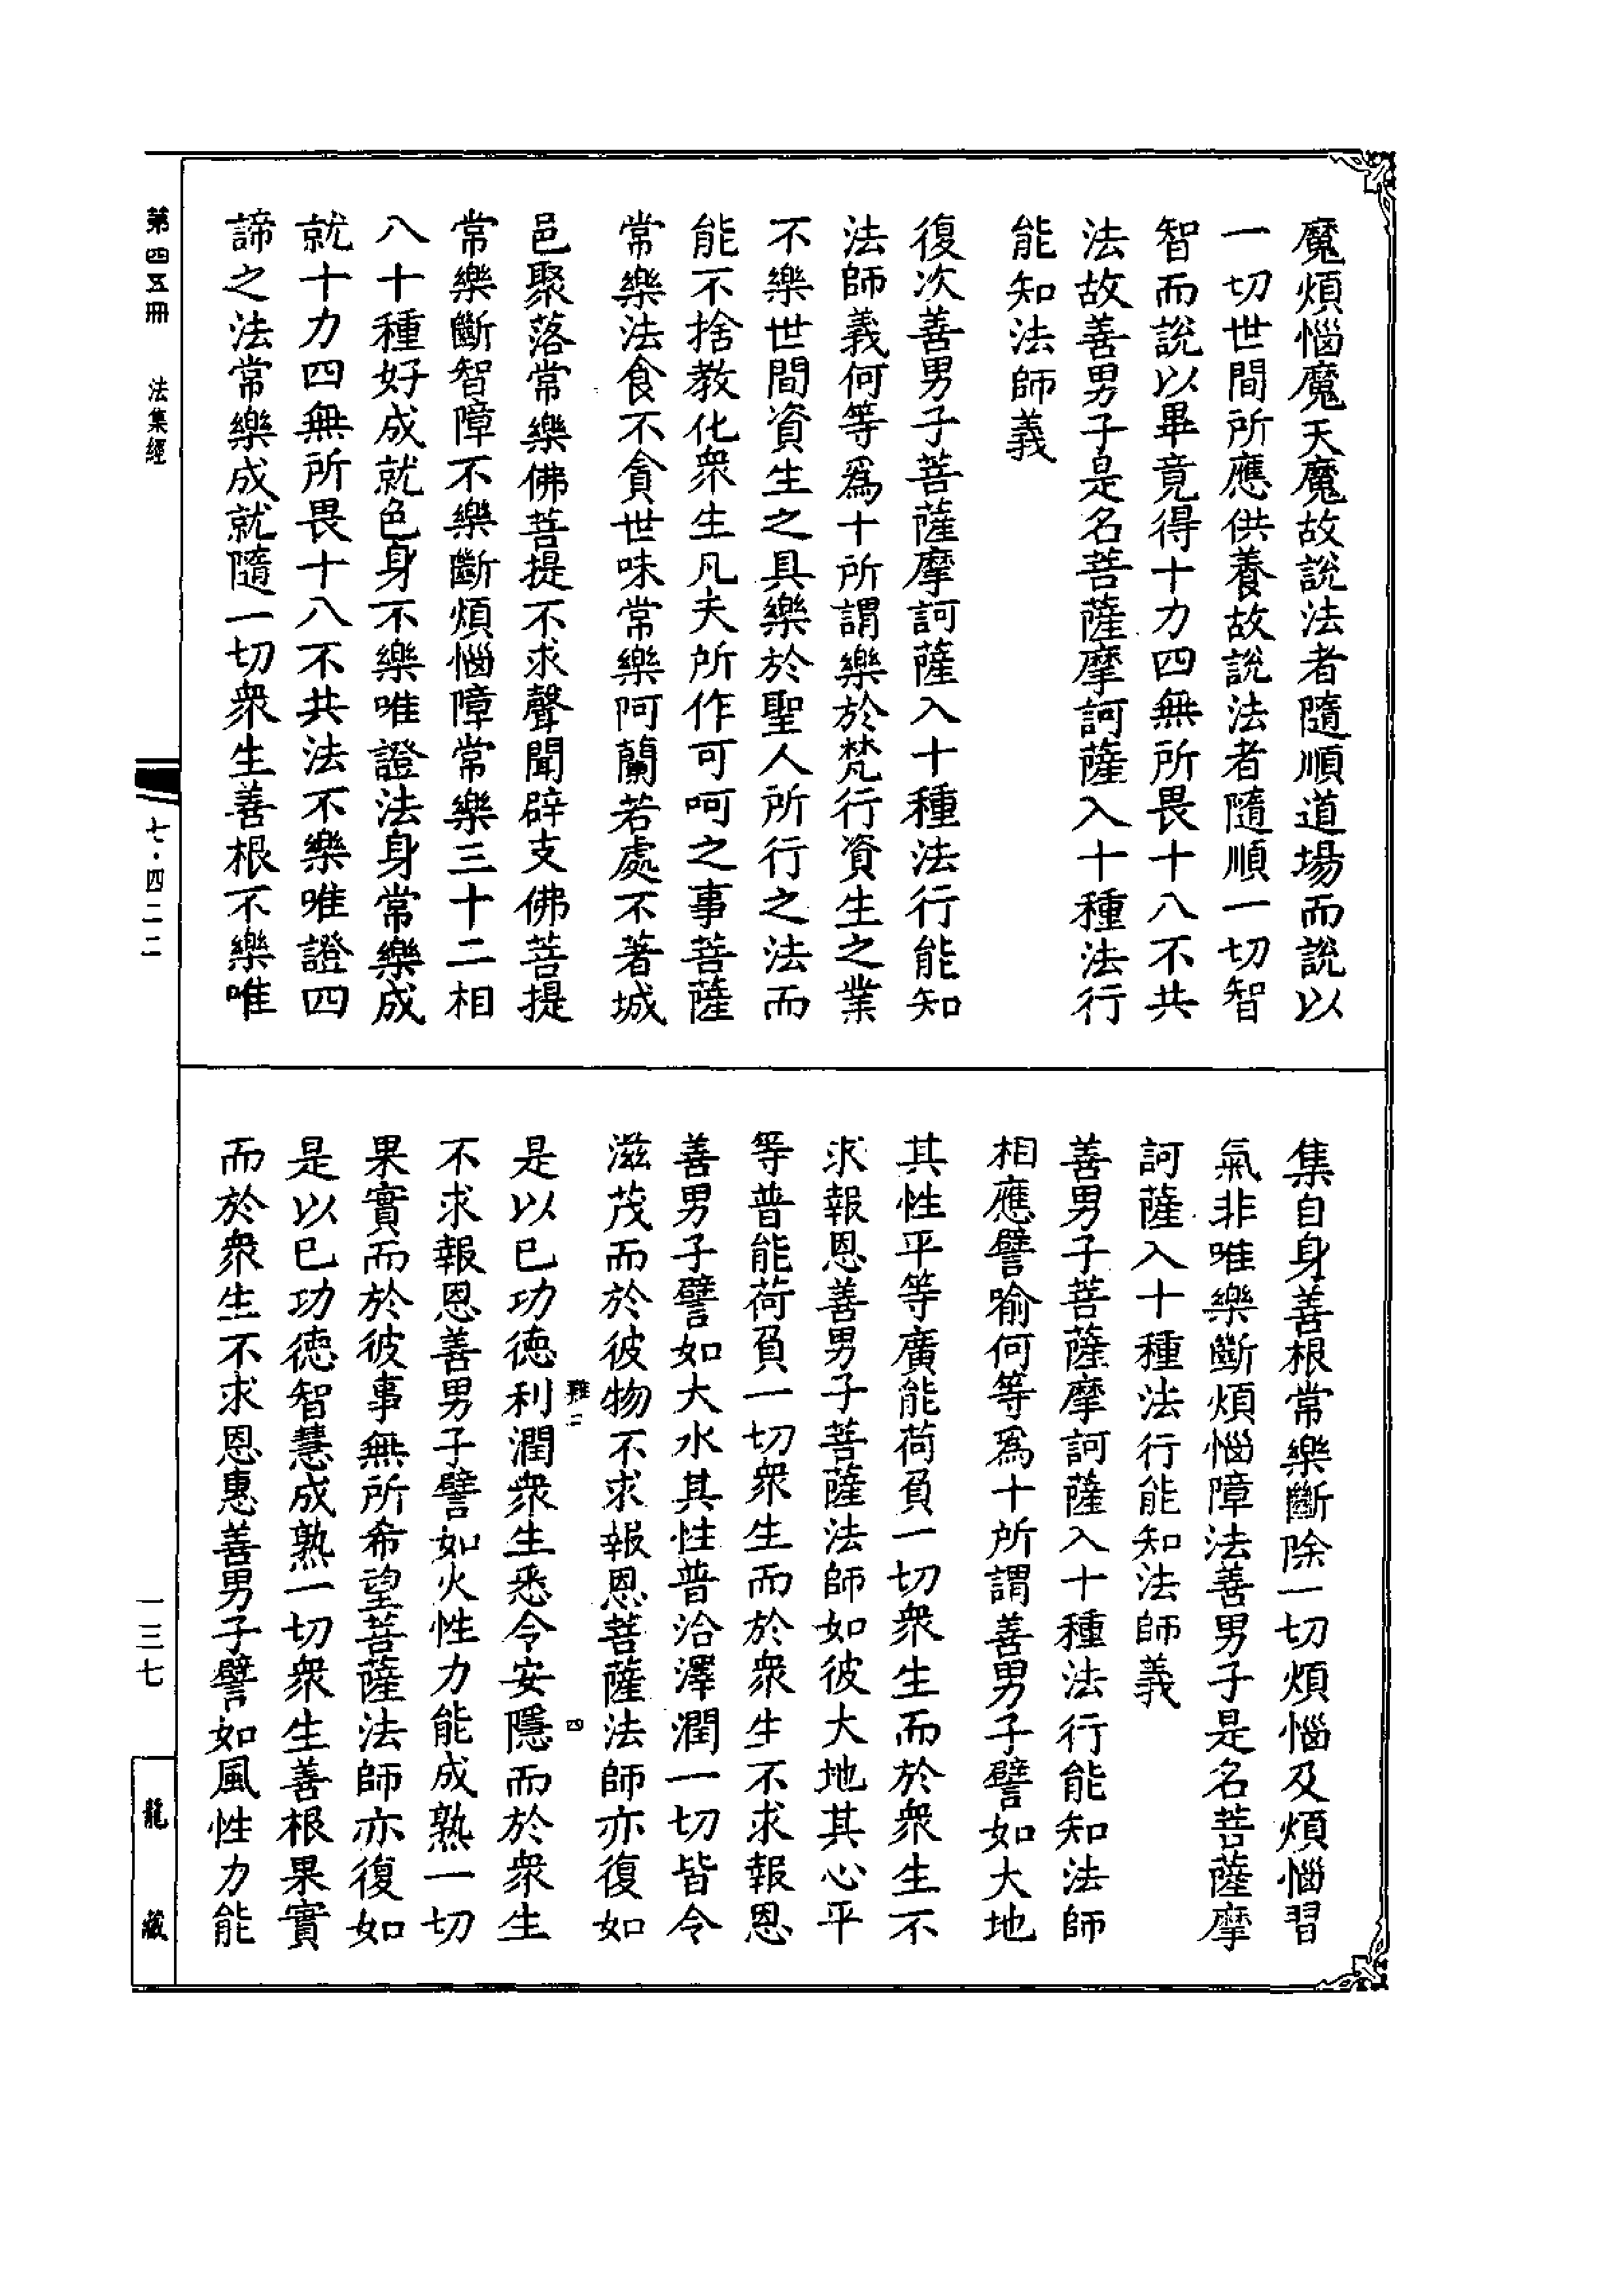 魔煩惱魔天魔故說法者隨順道場而說以
一切世間所應供養故說法者隨順一切智
智而說以畢竟得十力四無所畏十八不共
法故善男子是名菩薩摩訶薩入十種法行
能知法師義
復次善男子菩薩摩訶薩入十種法行能知
法師義何等爲十所謂樂於梵行資生之業
不樂世間資生之具樂於聖人所行之法而
能不捨教化衆生凡夫所作可呵之事菩薩
常樂法食不貪世味常樂阿蘭若處不著城
邑聚落常樂佛菩提不求聲聞辟支佛菩提
常樂斷智障不樂斷煩惱障常樂三十二相
八十種好成就色身不樂唯證法身常樂成
就十力四無所畏十八不共法不樂唯證四
諦之法常樂成就隨一切衆生善根不樂唯
集自身善根常樂斷除一切煩惱及煩惱習
氣非唯樂斷煩惱障法善男子是名菩薩摩
訶薩入十種法行能知法師義
善男子菩薩摩訶薩入十種法行能知法師
相應譬喻何等爲十所謂善男子譬如大地
其性平等廣能荷負一切衆生而於衆生不
求報恩善男子菩薩法師如彼大地其心平
等普能荷負一切衆生而於衆生不求報恩
善男子譬如大水其性普洽澤潤一切皆令
滋茂而於彼物不求報恩菩薩法師亦復如
難二 四
是以已功德利潤衆生悉令安隱而於衆生
不求報恩善男子譬如火性力能成熟一切
果實而於彼事無所希望菩薩法師亦復如
是以已功德智慧成熟一切衆生善根果實
而於衆生不求恩惠善男子譬如風性力能
第四五冊 法集經
七·四二二
一三七
龍藏